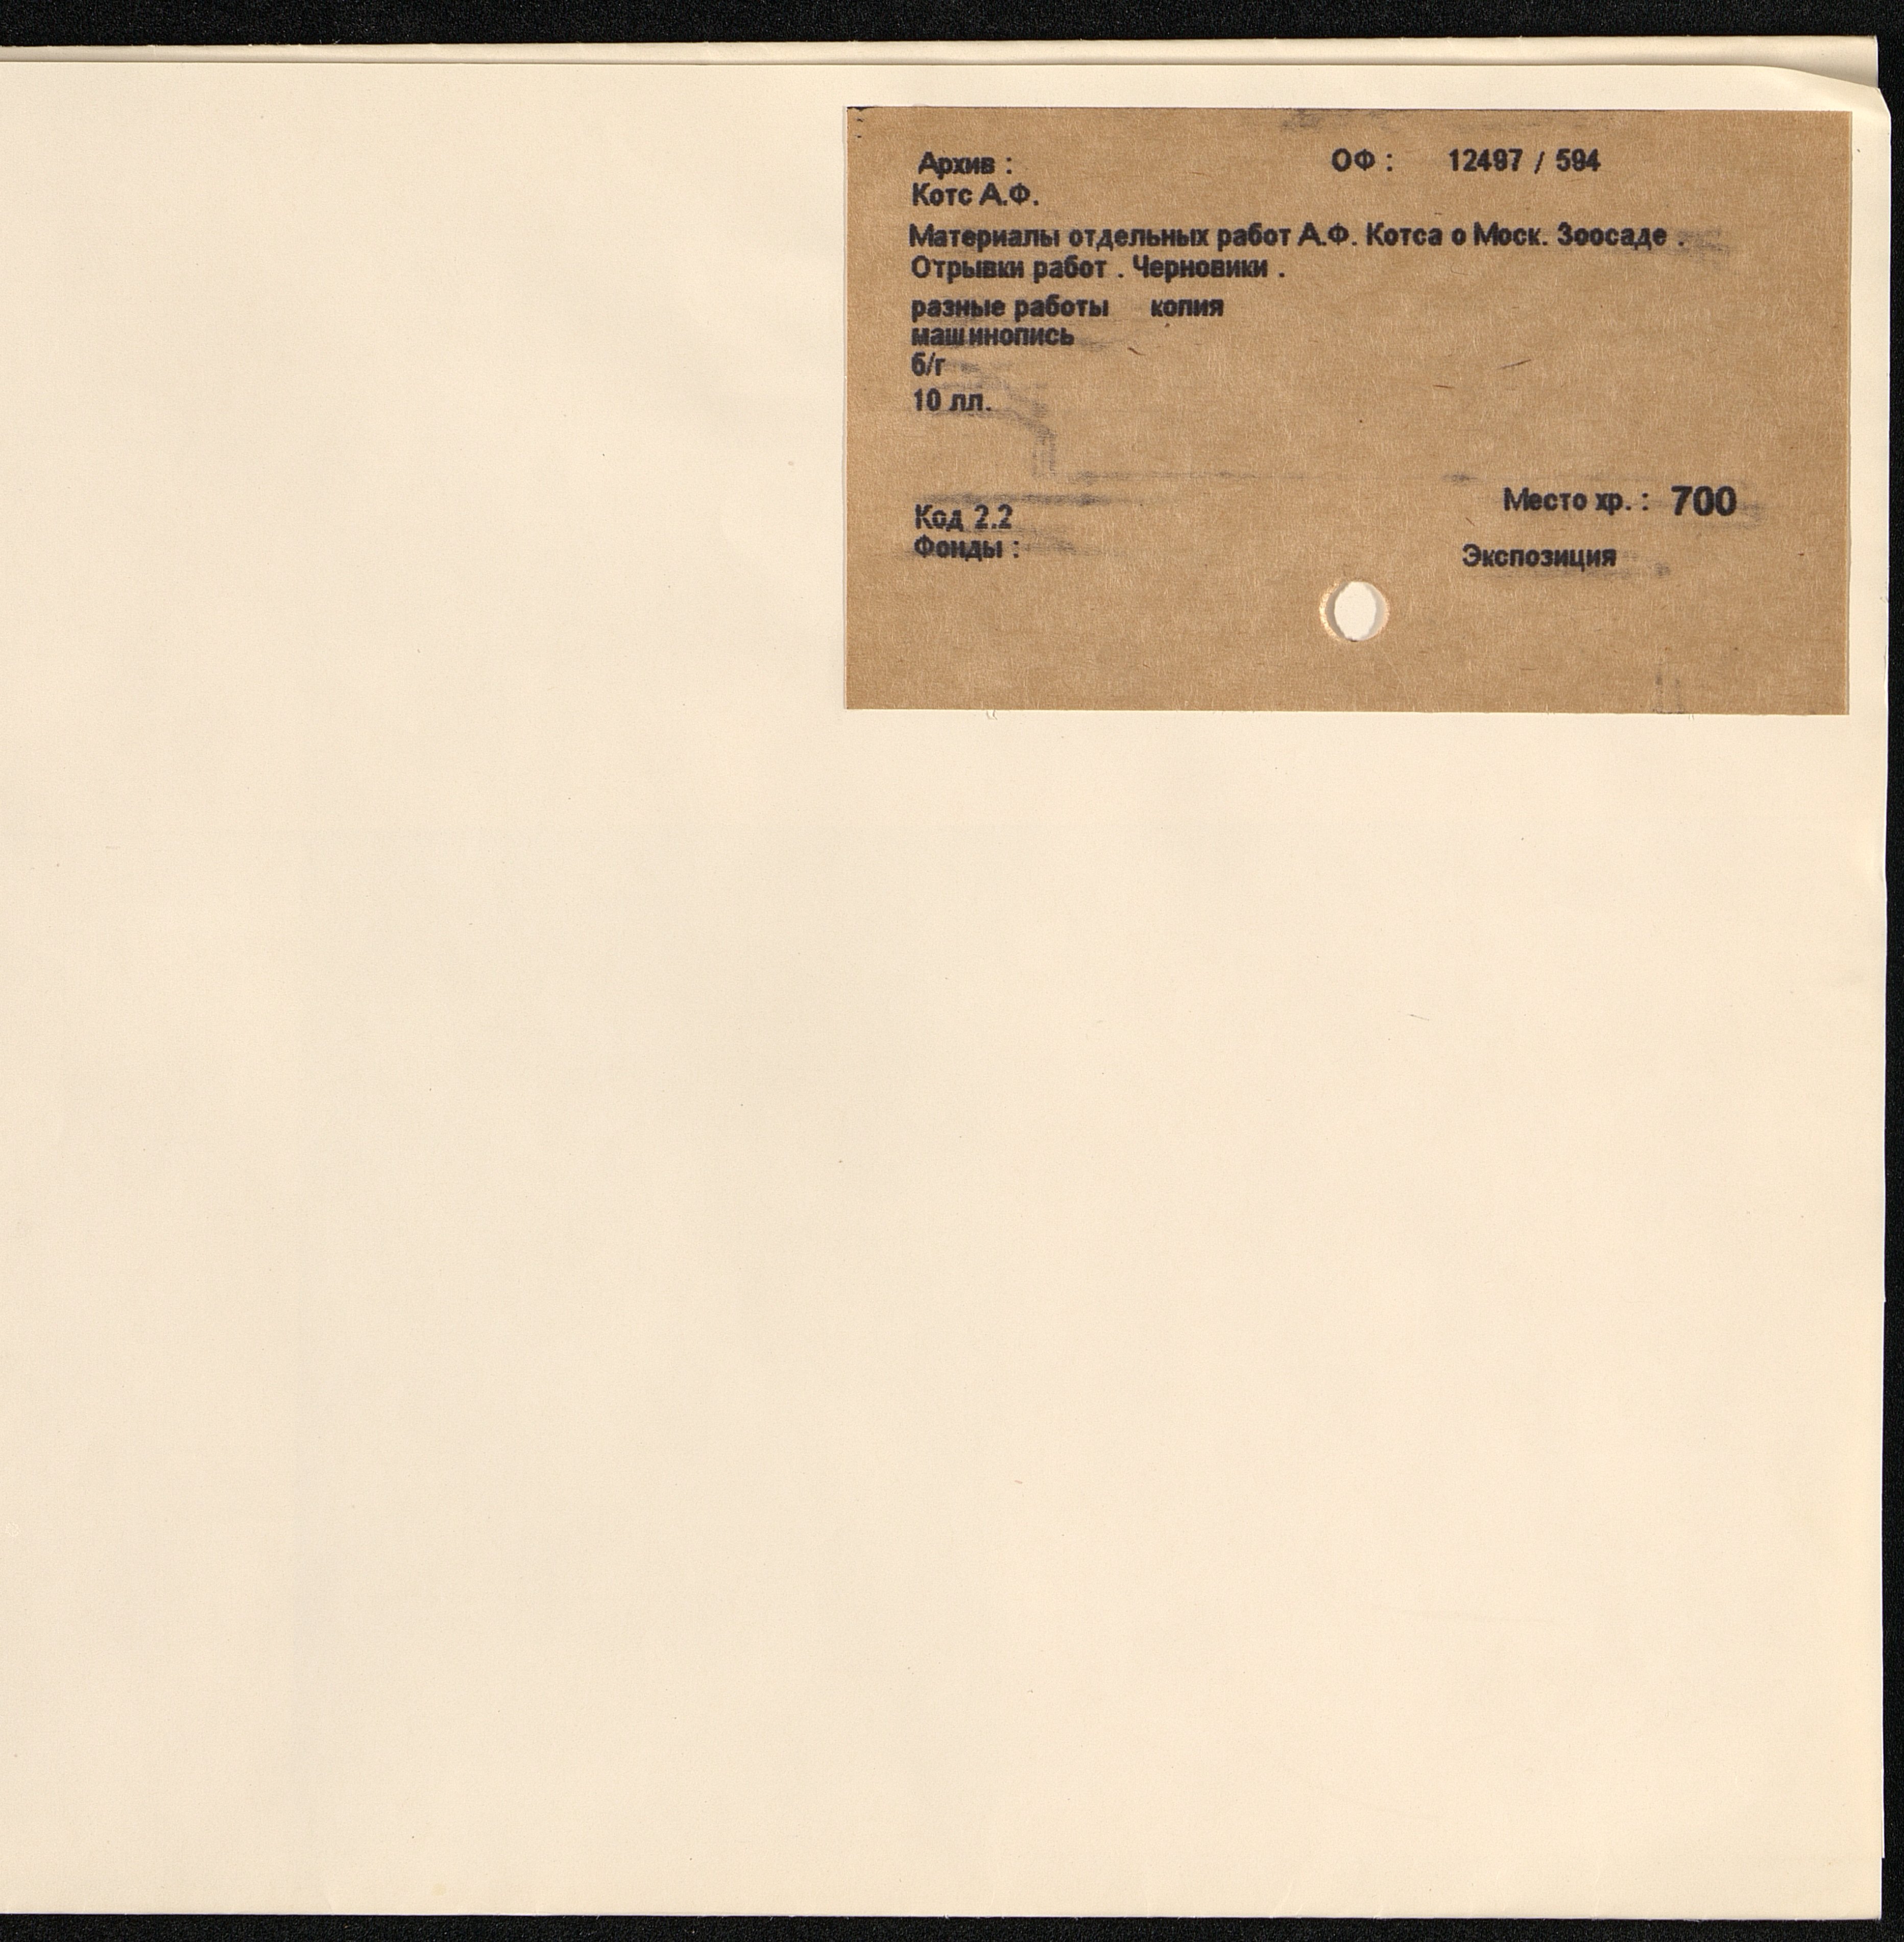 Архив : ОФ : 12497 / 594
Котс А.Ф.
Материалы отдельных работ А.Ф. Котса о Моск. Зоосаде .
Отрывки работ . Черновики .
разные работы копия
машинопись
б/г
10 лл.
Место хр. : 700
Код 2.2
Фонды :
Экспозиция